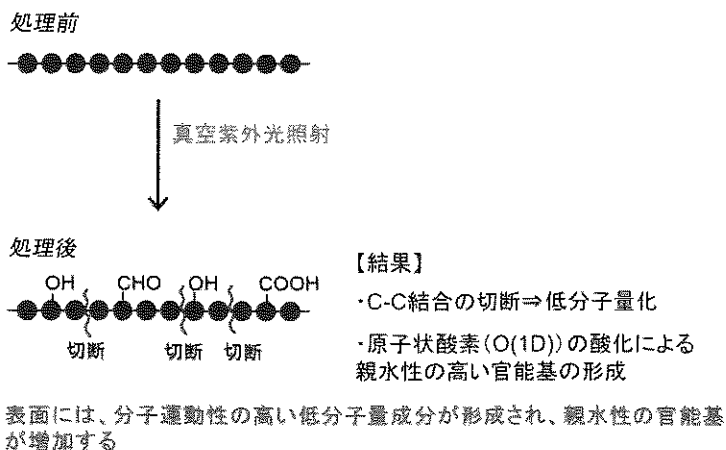 処理前
真空紫外光照射
処理後
OH CHO OH COOH
切断 切断 切断
【結果】
・C-C結合の切断⇒低分子量化
・原子状酸素(O(1D))の酸化による
親水性の高い官能基の形成
表面には、分子運動性の高い低分子量成分が形成され、親水性の官能基
が増加する